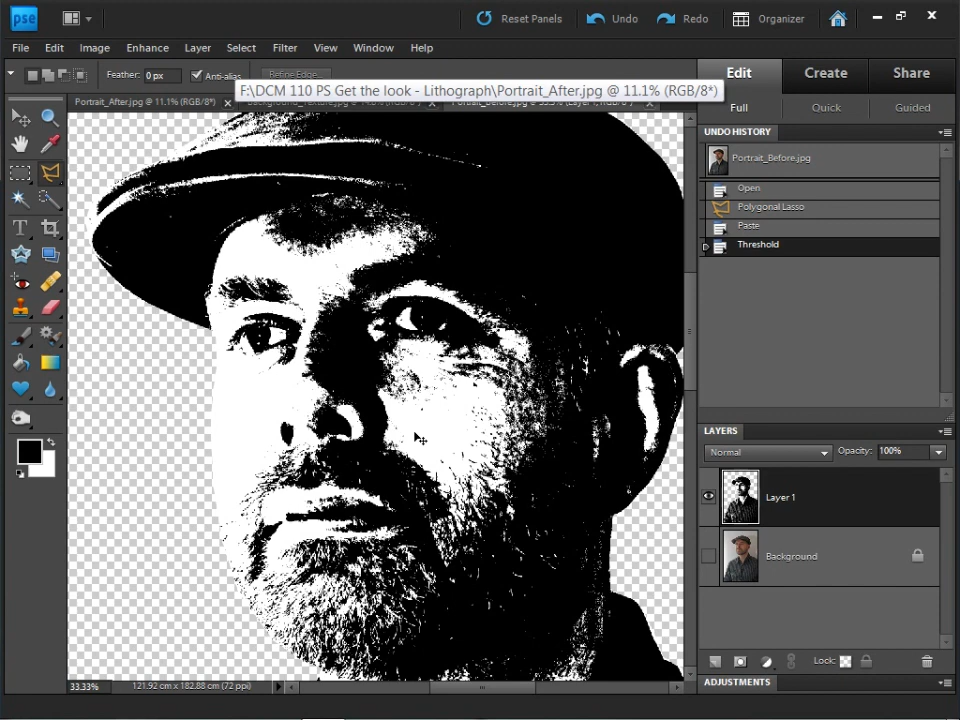 pse
Reset Panels Undo Redo Organizer
File Edit Image Enhance Layer Select Filter View Window Help
Feather: 0 px Anti-alias Refine Edge...
Edit Create Share
F:\DCM 110 PS Get the look - Lithograph\Portrait_After.jpg @ 11.1% (RGB/8*)
Portrait_After.jpg @ 11.1% (RGB/8*)
Full Quick Guided
UNDO HISTORY
Portrait_Before.jpg
Open
Polygonal Lasso
Paste
Threshold
LAYERS
Normal Opacity: 100%
Layer 1
Background
Lock:
33.33% 121.92 cm x 182.88 cm (72 ppi)
ADJUSTMENTS